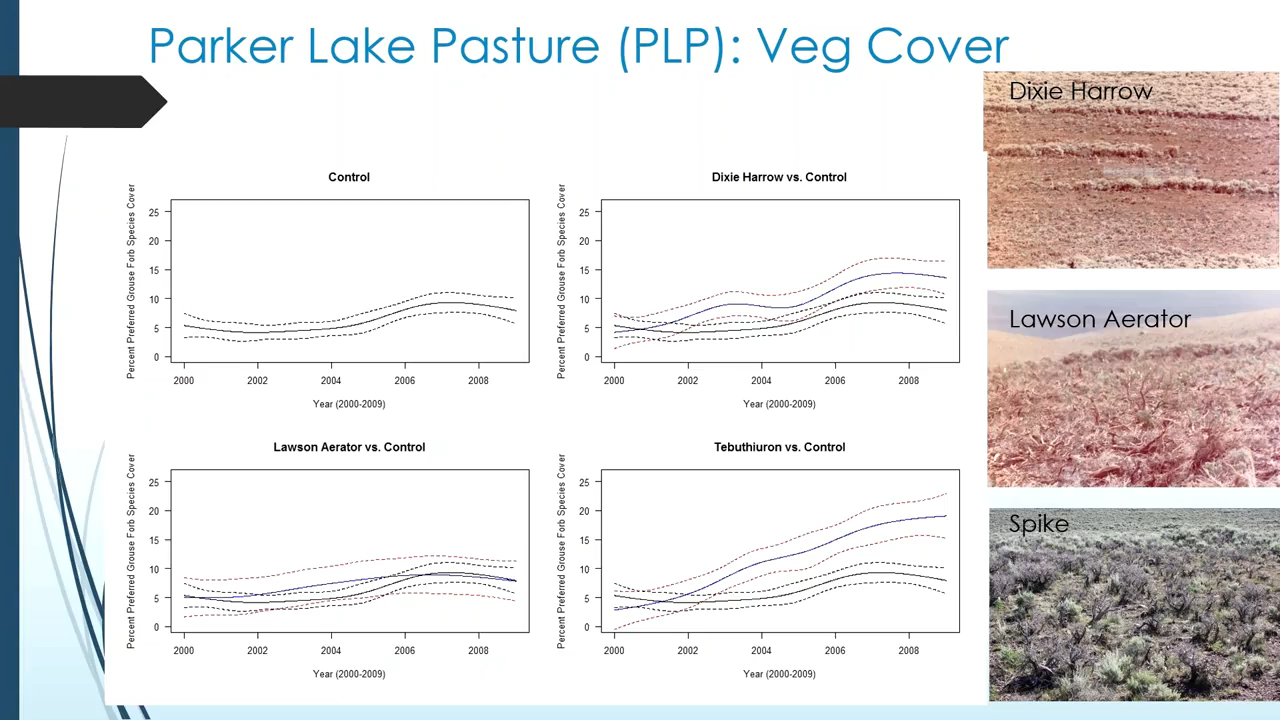 Parker Lake Pasture (PLP): Veg Cover
Dixie Harrow
Control
Percent Preferred Grouse Forb Species Cover
25
20
15
10
5
0
2000 2002 2004 2006 2008
Year (2000-2009)
Dixie Harrow vs. Control
Percent Preferred Grouse Forb Species Cover
25
20
15
10
5
0
2000 2002 2004 2006 2008
Year (2000-2009)
Lawson Aerator
Lawson Aerator vs. Control
Percent Preferred Grouse Forb Species Cover
25
20
15
10
5
0
2000 2002 2004 2006 2008
Year (2000-2009)
Tebuthiuron vs. Control
Percent Preferred Grouse Forb Species Cover
25
20
15
10
5
0
2000 2002 2004 2006 2008
Year (2000-2009)
Spike